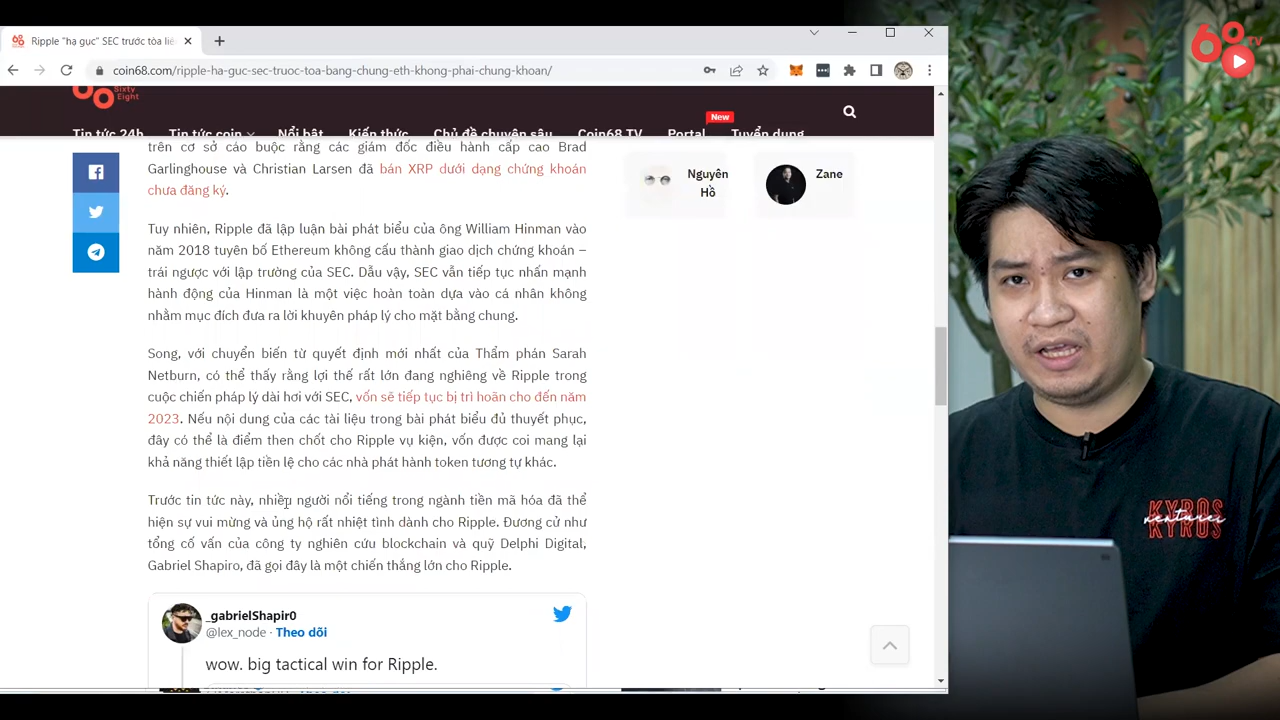 Ripple “hạ gục” SEC trước tòa liê
coin68.com/ripple-ha-guc-sec-truoc-toa-bang-chung-eth-khong-phai-chung-khoan/
68 TV
Sixty
Eight
New
Tin tức 24h Tin tức coin Nổi bật Kiến thức Chủ đề chuyên sâu Coin68 TV Portal Tuyển dụng
trên cơ sở cáo buộc rằng các giám đốc điều hành cấp cao Brad
Garlinghouse và Christian Larsen đã bán XRP dưới dạng chứng khoán
chưa đăng ký.
Nguyên
Hồ
Zane
Tuy nhiên, Ripple đã lập luận bài phát biểu của ông William Hinman vào
năm 2018 tuyên bố Ethereum không cấu thành giao dịch chứng khoán –
trái ngược với lập trường của SEC. Dẫu vậy, SEC vẫn tiếp tục nhấn mạnh
hành động của Hinman là một việc hoàn toàn dựa vào cá nhân không
nhằm mục đích đưa ra lời khuyên pháp lý cho mặt bằng chung.
Song, với chuyển biến từ quyết định mới nhất của Thẩm phán Sarah
Netburn, có thể thấy rằng lợi thế rất lớn đang nghiêng về Ripple trong
cuộc chiến pháp lý dài hơi với SEC, vốn sẽ tiếp tục bị trì hoãn cho đến năm
2023. Nếu nội dung của các tài liệu trong bài phát biểu đủ thuyết phục,
đây có thể là điểm then chốt cho Ripple vụ kiện, vốn được coi mang lại
khả năng thiết lập tiền lệ cho các nhà phát hành token tương tự khác.
Trước tin tức này, nhiều người nổi tiếng trong ngành tiền mã hóa đã thể
hiện sự vui mừng và ủng hộ rất nhiệt tình dành cho Ripple. Đương cử như
tổng cố vấn của công ty nghiên cứu blockchain và quỹ Delphi Digital,
Gabriel Shapiro, đã gọi đây là một chiến thắng lớn cho Ripple.
_gabrielShapir0
@lex_node · Theo dõi
wow. big tactical win for Ripple.
KYROS
ventures
KYROS